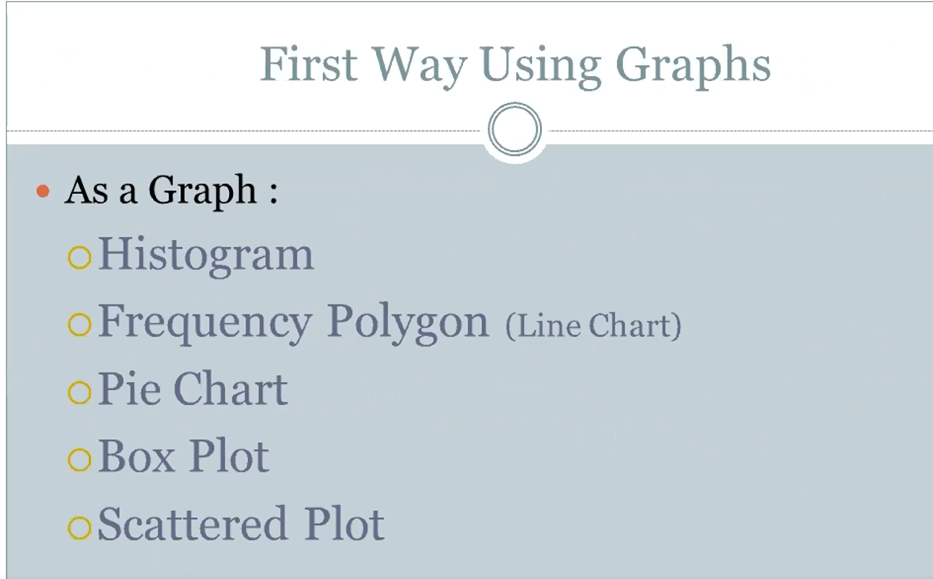 First Way Using Graphs
As a Graph :
Histogram
Frequency Polygon (Line Chart)
Pie Chart
Box Plot
Scattered Plot